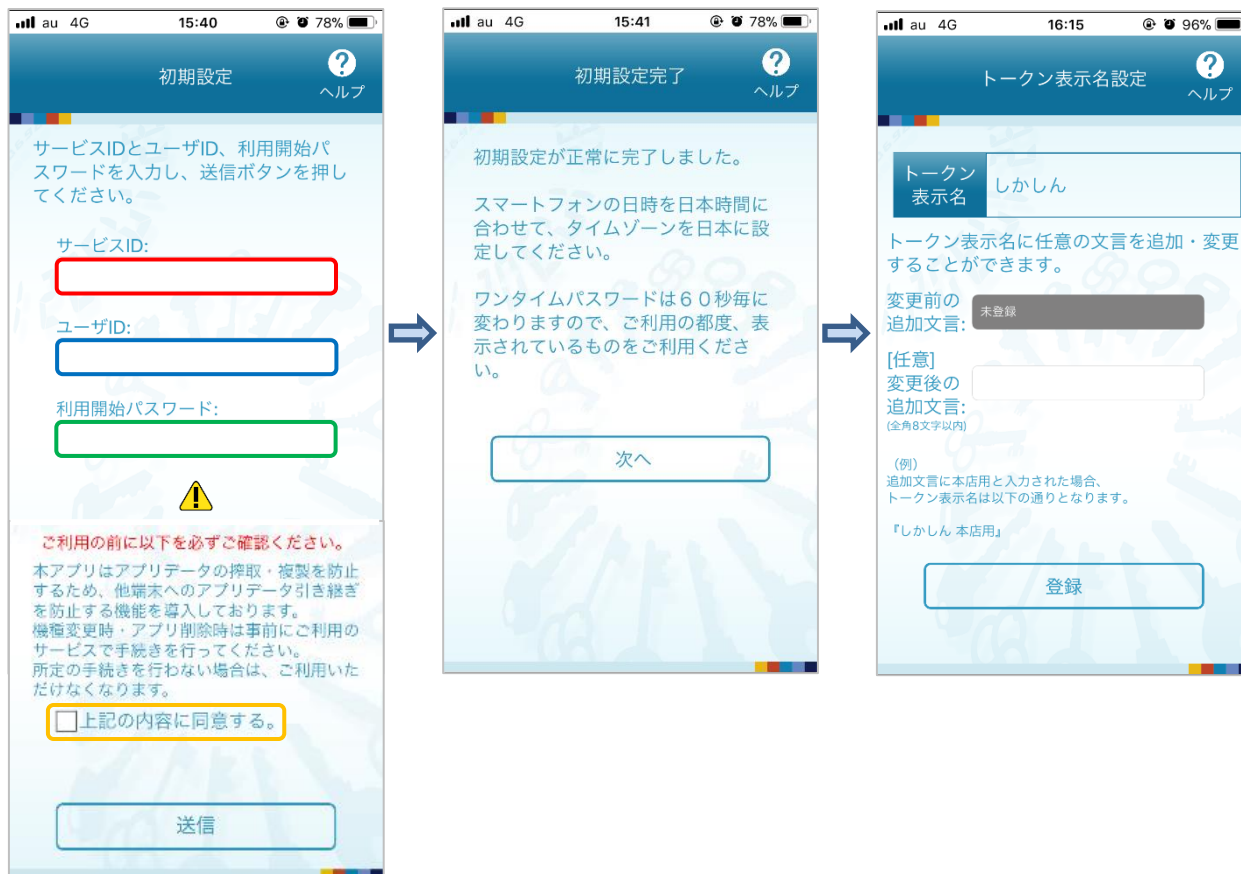 au 4G 15:40 78%
初期設定
?
ヘルプ
サービスIDとユーザID、利用開始パ
スワードを入力し、送信ボタンを押し
てください。
サービスID:
ユーザID:
利用開始パスワード:
ご利用の前に以下を必ずご確認ください。
本アプリはアプリデータの搾取・複製を防止
するため、他端末へのアプリデータ引き継ぎ
を防止する機能を導入しております。
機種変更時・アプリ削除時は事前にご利用の
サービスで手続きを行ってください。
所定の手続きを行わない場合は、ご利用いた
だけなくなります。
上記の内容に同意する。
送信
au 4G 15:41 78%
初期設定完了
?
ヘルプ
初期設定が正常に完了しました。
スマートフォンの日時を日本時間に
合わせて、タイムゾーンを日本に設
定してください。
ワンタイムパスワードは６０秒毎に
変わりますので、ご利用の都度、表
示されているものをご利用くださ
い。
次へ
au 4G 16:15 96%
トークン表示名設定
?
ヘルプ
トークン
表示名
しかしん
トークン表示名に任意の文言を追加・変更
することができます。
変更前の
追加文言:
未登録
[任意]
変更後の
追加文言:
(全角8文字以内)
（例）
追加文言に本店用と入力された場合、
トークン表示名は以下の通りとなります。
『しかしん 本店用』
登録